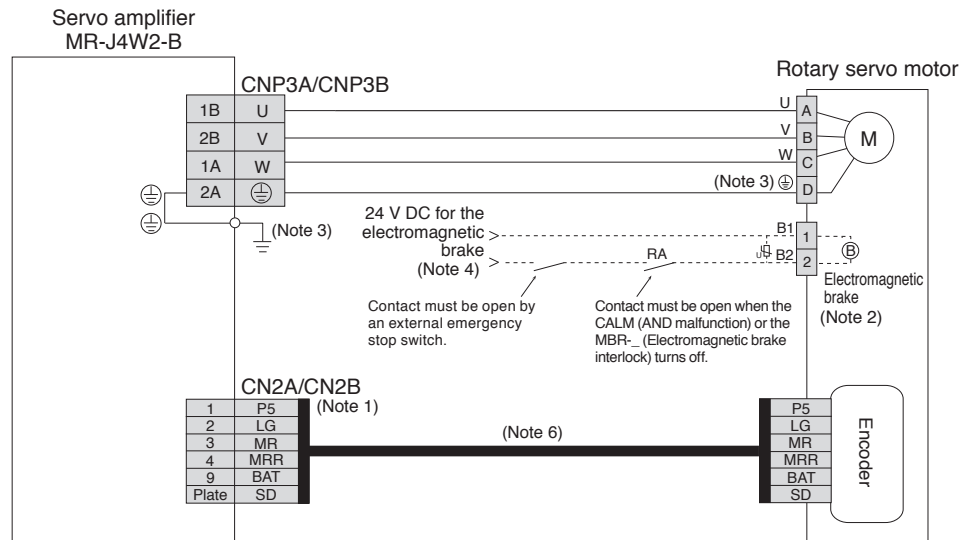 Servo amplifier
MR-J4W2-B
Rotary servo motor
CNP3A/CNP3B
1B U
2B V
1A W
2A
U A
V B
W C
(Note 3) D
M
(Note 3)
24 V DC for the
electromagnetic
brake
(Note 4)
B1 1
RA
U B2 2
B
Electromagnetic
brake
(Note 2)
Contact must be open by
an external emergency
stop switch.
Contact must be open when the
CALM (AND malfunction) or the
MBR-_ (Electromagnetic brake
interlock) turns off.
CN2A/CN2B
(Note 1)
1 P5
2 LG
3 MR
4 MRR
9 BAT
Plate SD
(Note 6)
P5
LG
MR
MRR
BAT
SD
Encoder